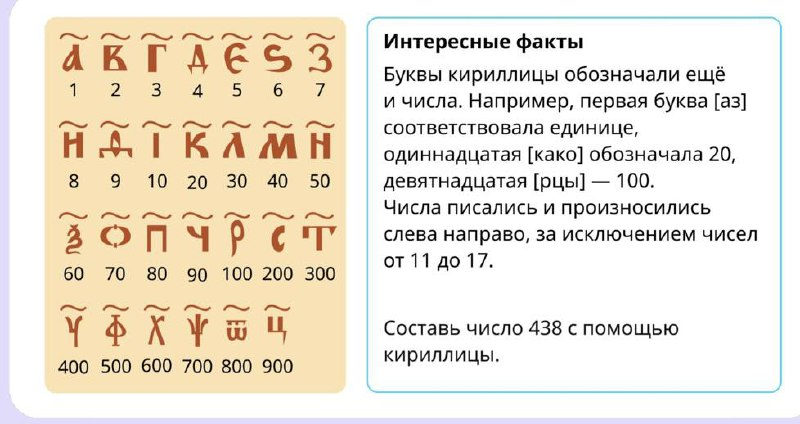 А В Г Д Є Ѕ З
1 2 3 4 5 6 7
И Ѳ І К Л М Н
8 9 10 20 30 40 50
Ѯ Ѻ П Ч Р С Т
60 70 80 90 100 200 300
Ѵ Ф Х Ѱ Ѿ Ц
400 500 600 700 800 900
Интересные факты
Буквы кириллицы обозначали ещё
и числа. Например, первая буква [аз]
соответствовала единице,
одиннадцатая [како] обозначала 20,
девятнадцатая [рцы] — 100.
Числа писались и произносились
слева направо, за исключением чисел
от 11 до 17.
Составь число 438 с помощью
кириллицы.